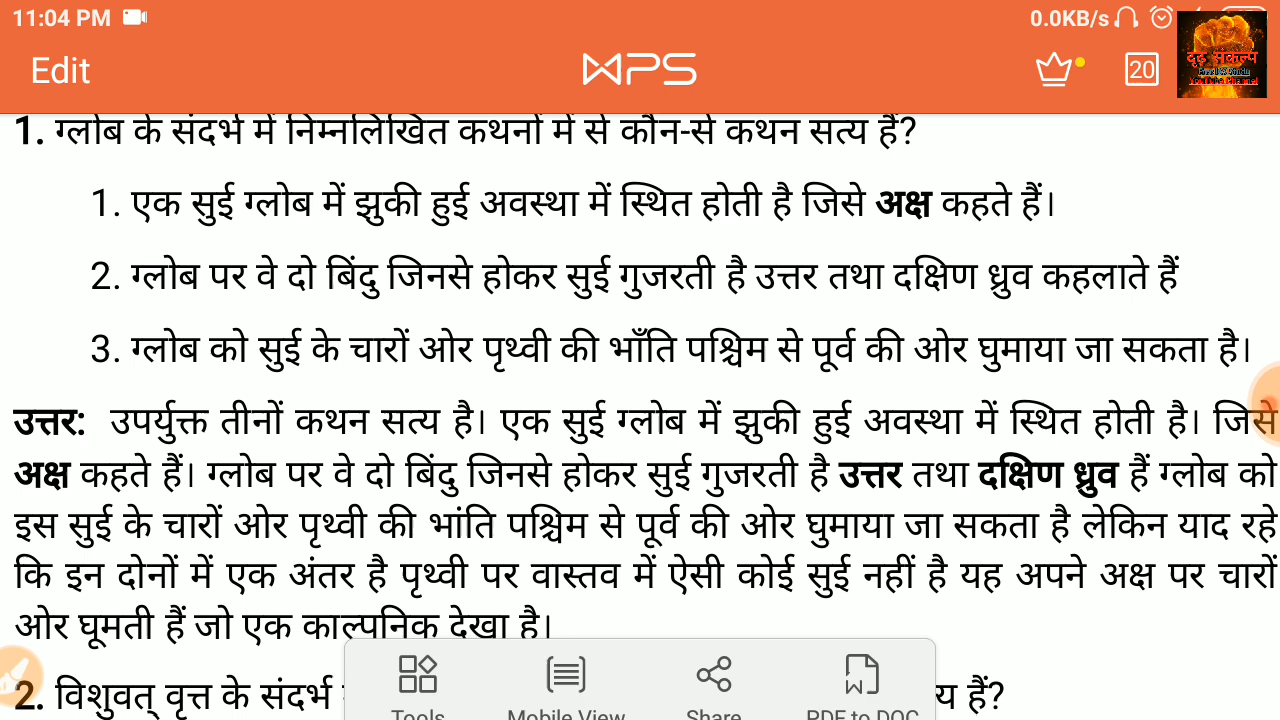 11:04 PM 0.0KB/s
Edit WPS 20
दृढ़ संकल्प
1. ग्लोब के संदर्भ में निम्नलिखित कथनों में से कौन-से कथन सत्य हैं?
1. एक सुई ग्लोब में झुकी हुई अवस्था में स्थित होती है जिसे अक्ष कहते हैं।
2. ग्लोब पर वे दो बिंदु जिनसे होकर सुई गुजरती है उत्तर तथा दक्षिण ध्रुव कहलाते हैं
3. ग्लोब को सुई के चारों ओर पृथ्वी की भाँति पश्चिम से पूर्व की ओर घुमाया जा सकता है।
उत्तर: उपर्युक्त तीनों कथन सत्य है। एक सुई ग्लोब में झुकी हुई अवस्था में स्थित होती है। जिसे
अक्ष कहते हैं। ग्लोब पर वे दो बिंदु जिनसे होकर सुई गुजरती है उत्तर तथा दक्षिण ध्रुव हैं ग्लोब को
इस सुई के चारों ओर पृथ्वी की भांति पश्चिम से पूर्व की ओर घुमाया जा सकता है लेकिन याद रहे
कि इन दोनों में एक अंतर है पृथ्वी पर वास्तव में ऐसी कोई सुई नहीं है यह अपने अक्ष पर चारों
ओर घूमती हैं जो एक काल्पनिक देखा है।
2. विशुवत् वृत्त के संदर्भ य हैं?
Tools Mobile View Share PDF to DOC